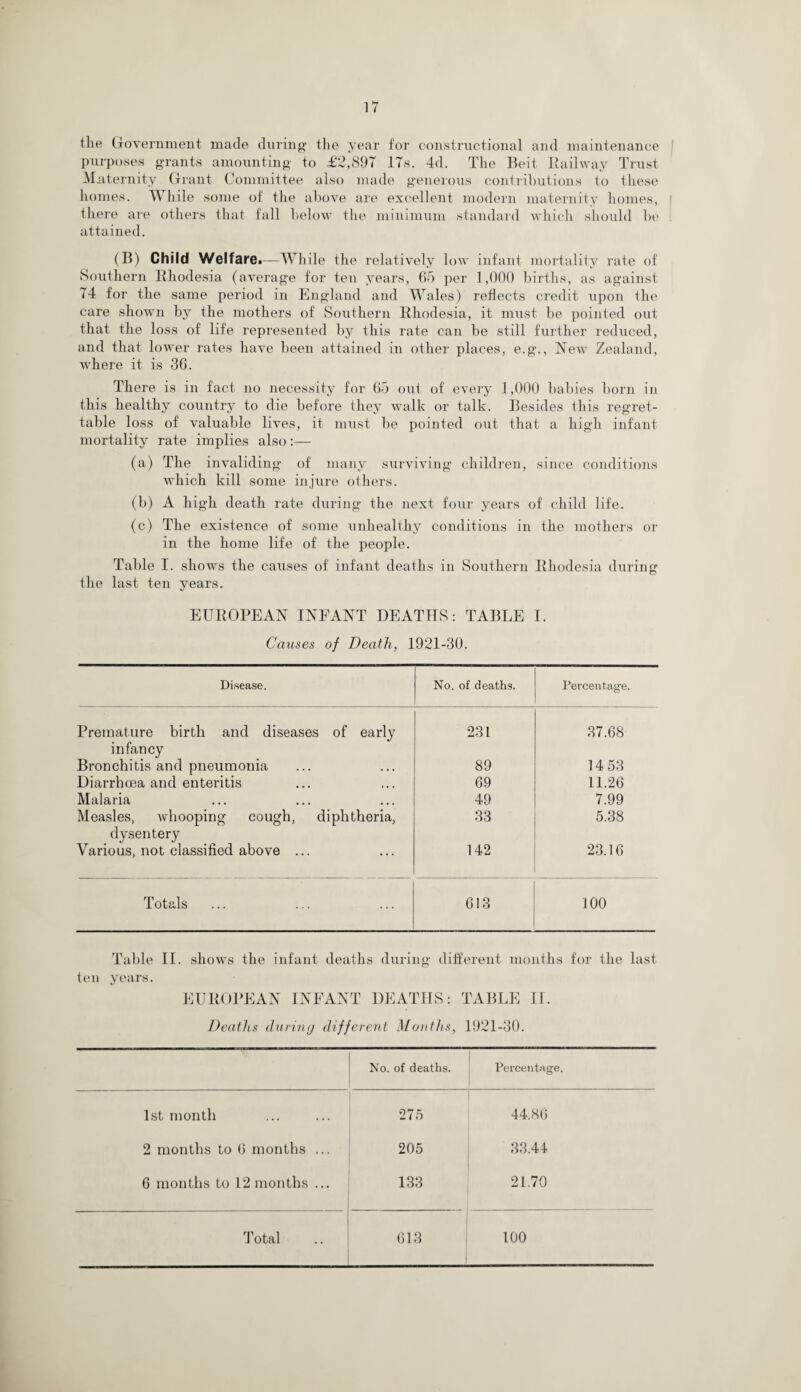 17
the Government made during the year for constructional and maintenance
purposes grants amounting to £2,897 17s. 4d. The Beit Railway Trust
Maternity Grant Committee also made generous contributions to these
homes. While some of the above are excellent modern maternity homes,
there are others that fall below the minimum standard which should be
attained.
(B) Child Welfare.—While the relatively low infant mortality rate of
Southern Rhodesia (average for ten years, 65 per 1,000 births, as against
74 for the same period in England and Wales) reflects credit upon the
care shown by the mothers of Southern Rhodesia, it must be pointed out
that the loss of life represented by this rate can be still further reduced,
and that lower rates have been attained in other places, e.g., New Zealand,
where it is 36.
There is in fact no necessity for 65 out of every 1,000 babies born in
this healthy country to die before they walk or talk. Besides this regret-
table loss of valuable lives, it must be pointed out that a high infant
mortality rate implies also:—
(a) The invaliding of many surviving children, since conditions
which kill some injure others.
(b) A high death rate during the next four years of child life.
(c) The existence of some unhealthy conditions in the mothers or
in the home life of the people.
Table I. shows the causes of infant deaths in Southern Rhodesia during
the last ten years.
EUROPEAN INFANT DEATHS: TABLE I.
Causes of Death, 1921-30.
Disease. No. of deaths. Percentage.
Premature birth and diseases of early 231 37.68
infancy
Bronchitis and pneumonia ... ... 89 14 53
Diarrhœa and enteritis ... ... 69 11.26
Malaria ... ... ... 49 7.99
Measles, whooping cough, diphtheria, 33 5.38
dysentery
Various, not classified above ... ... 142 23.16
Totals ... ... ... 613 100
Table II. shows the infant deaths during different months for the last
ten years.
EUROPEAN INFANT DEATHS: TABLE II.
Deaths during different Months, 1921-30.
No. of deaths. Percentage.
1st month ... ... 275 44.86
2 months to 6 months ... 205 33.44
6 months to 12 months ... 133 21.70
Total .. 613 100